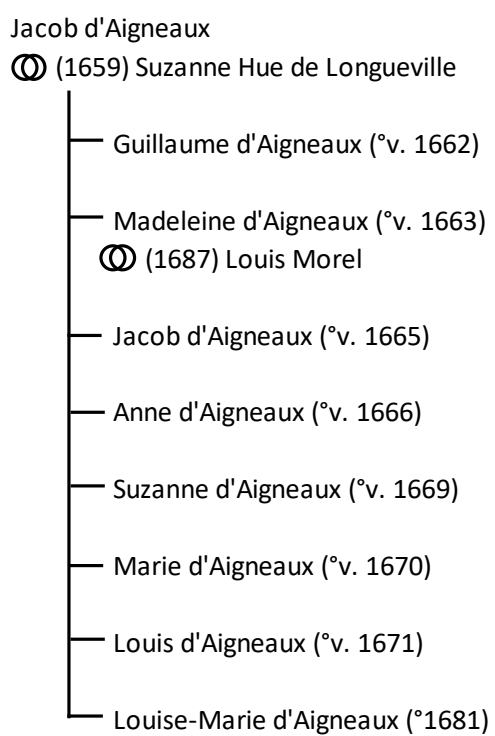 Jacob d'Aigneaux
(1659) Suzanne Hue de Longueville
Guillaume d'Aigneaux (°v. 1662)
Madeleine d'Aigneaux (°v. 1663)
(1687) Louis Morel
Jacob d'Aigneaux (°v. 1665)
Anne d'Aigneaux (°v. 1666)
Suzanne d'Aigneaux (°v. 1669)
Marie d'Aigneaux (°v. 1670)
Louis d'Aigneaux (°v. 1671)
Louise-Marie d'Aigneaux (°1681)